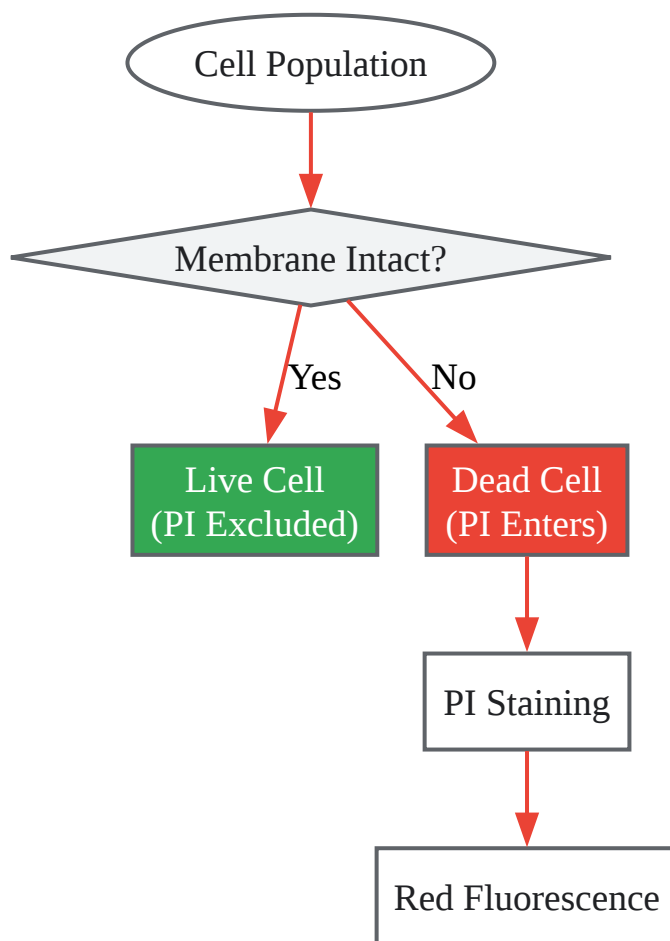 Cell Population
Membrane Intact?
Yes
No
Live Cell
(PI Excluded)
Dead Cell
(PI Enters)
PI Staining
Red Fluorescence